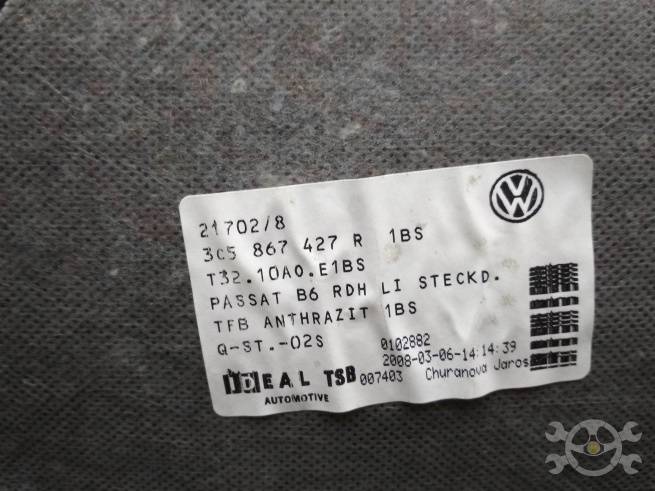 21702/8
3C5 867 427 R 1BS
T32.10A0.E1BS
PASSAT B6 RDH LI STECKD.
TFB ANTHRAZIT 1BS
Q-ST.-02S
0102882
2008-03-06-14:14:39
IDEAL TSB 007403 Churanova Jaros
AUTOMOTIVE